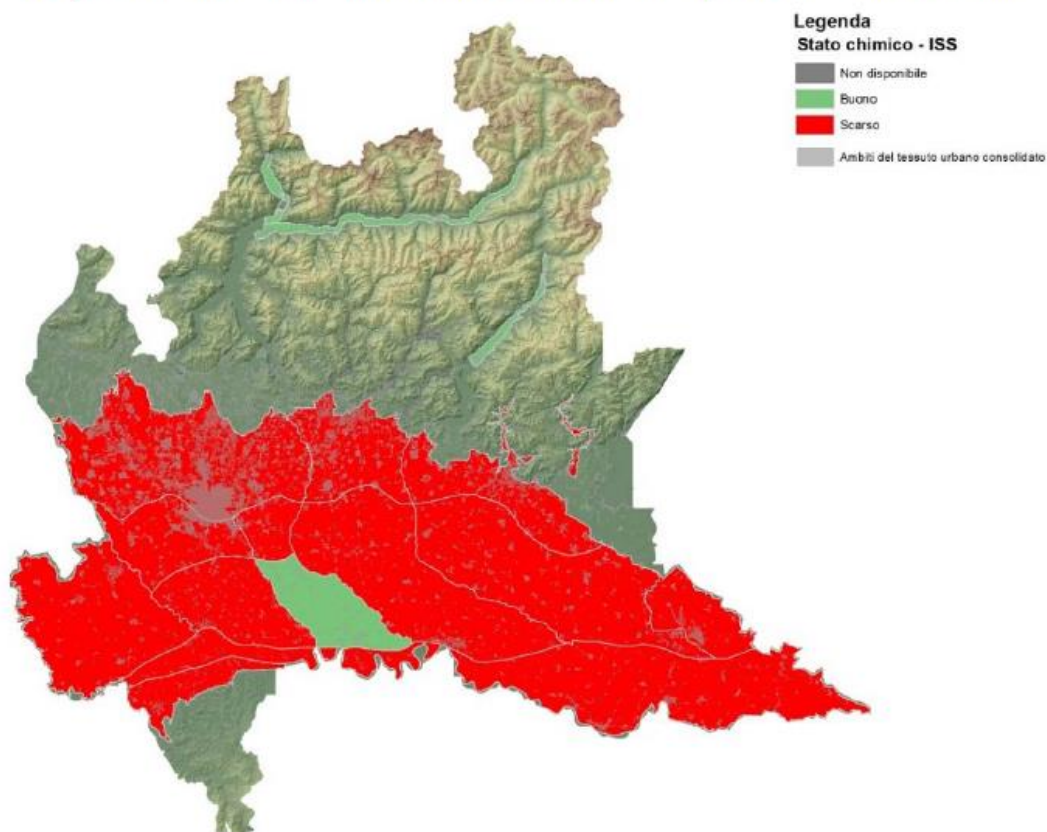 Legenda
Stato chimico - ISS
Non disponibile
Buono
Scarso
Ambiti del tessuto urbano consolidato